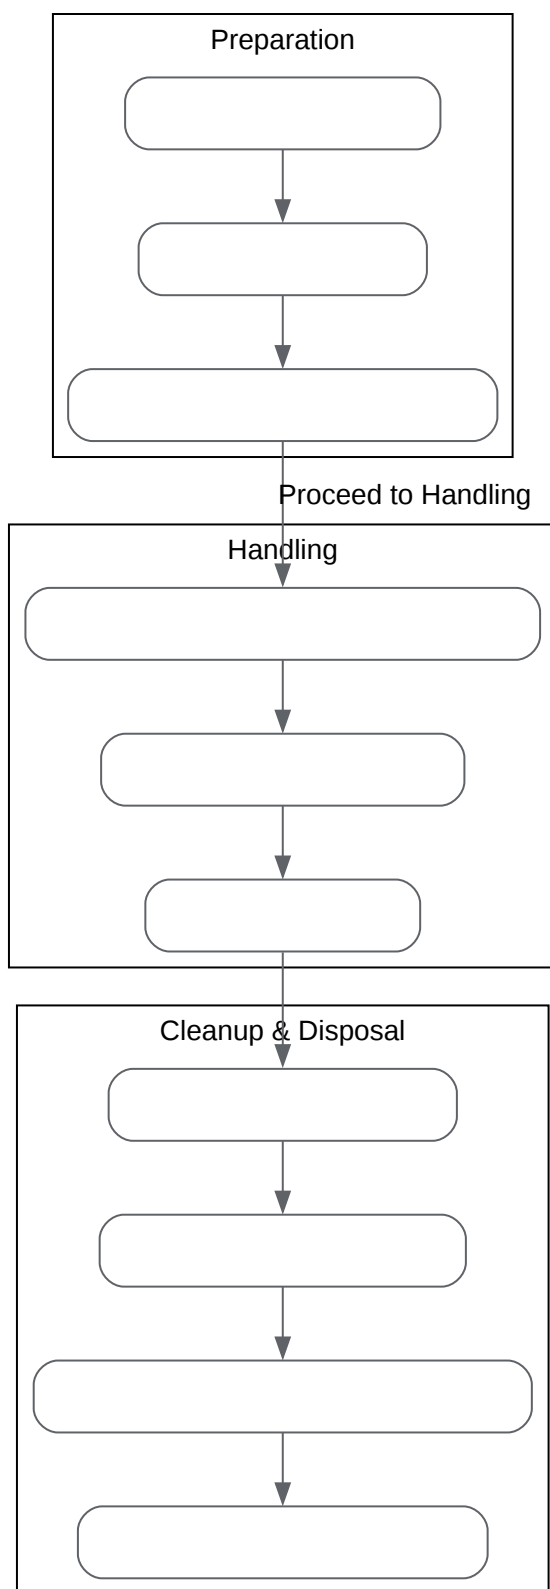 Preparation
Proceed to Handling
Handling
Cleanup & Disposal